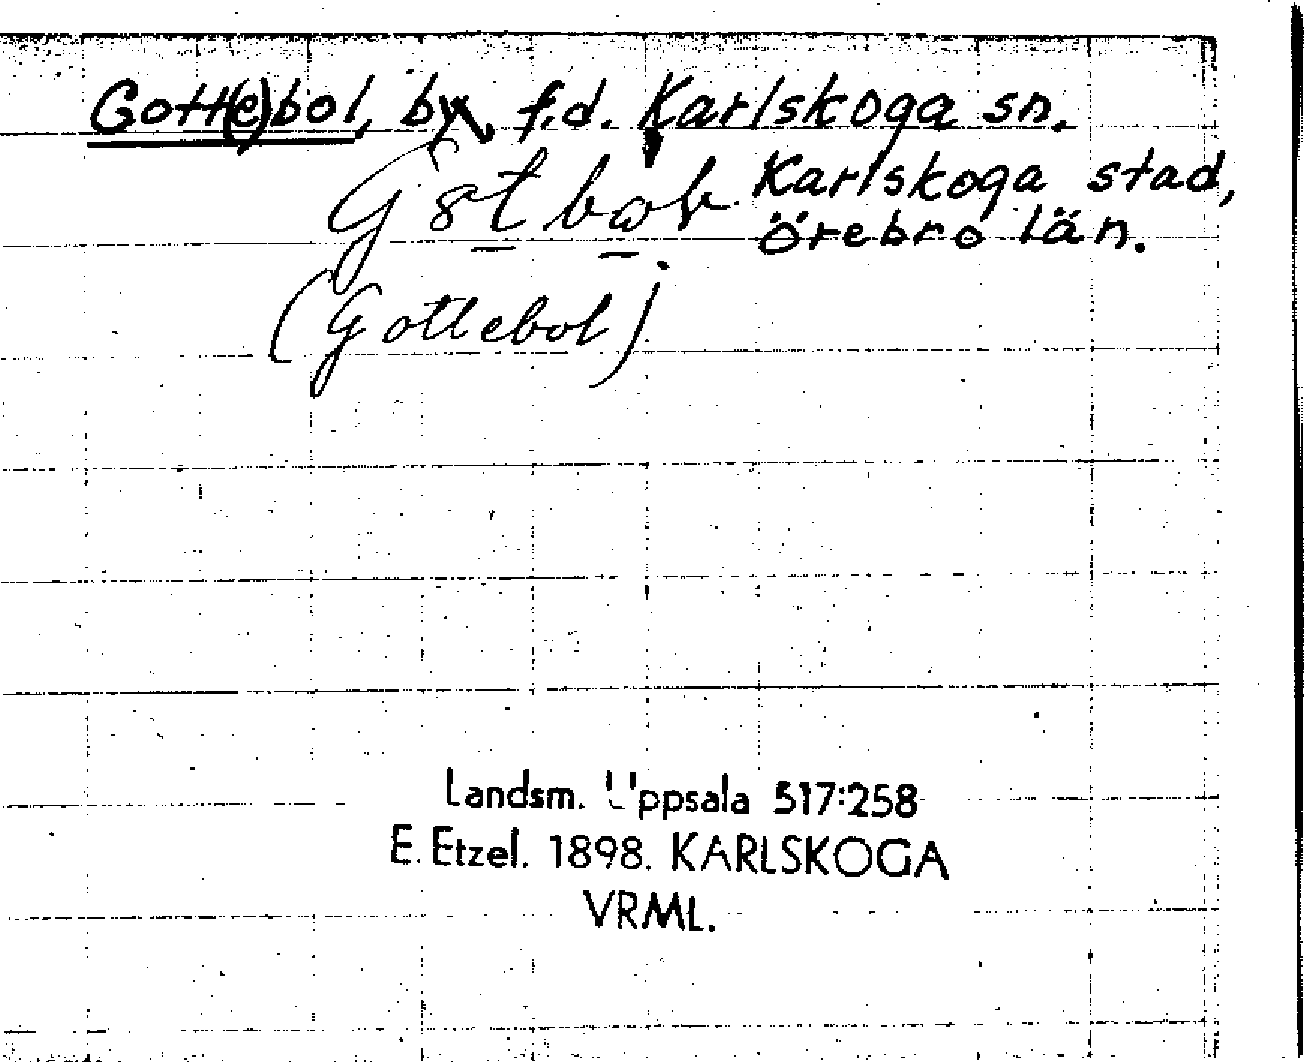 Gott(e)bol, by, f.d. Karlskoga sn.
Karlskoga stad,
Örebro län.
(Gottebol)
Landsm. Uppsala 517:258
E. Etzel. 1898. KARLSKOGA
VRML.